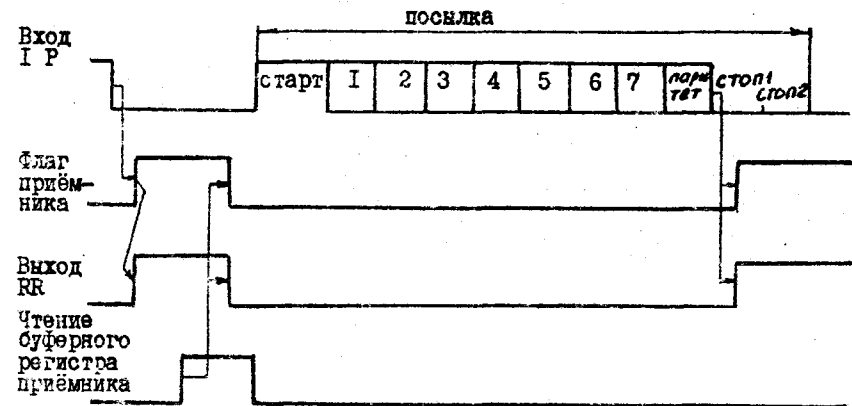 посылка
Вход
I P
старт I 2 3 4 5 6 7 пари
тет
стоп1
стоп2
Флаг
приём-
ника
Выход
RR
Чтение
буферного
регистра
приёмника